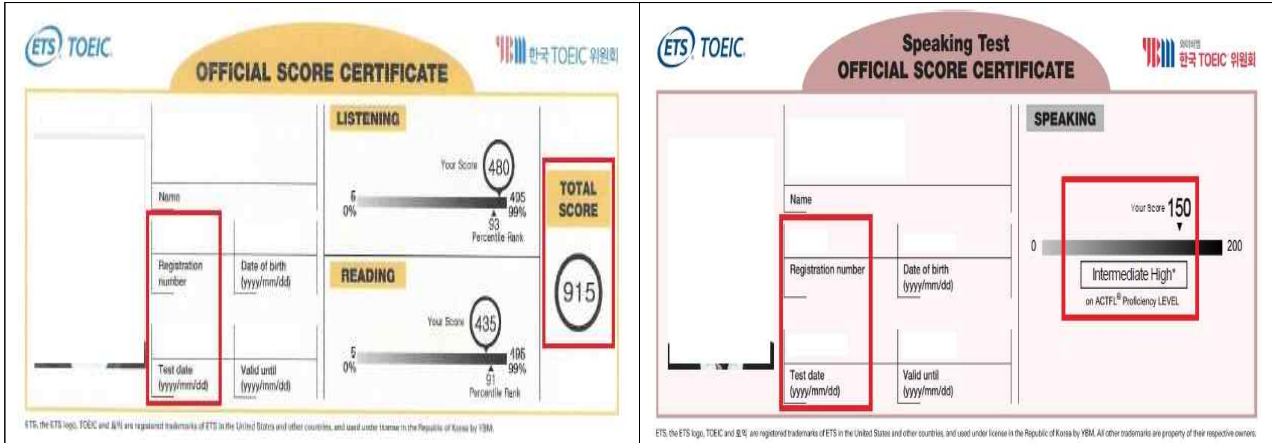 ETS TOEIC
OFFICIAL SCORE CERTIFICATE
YBM 한국 TOEIC 위원회
LISTENING
Your Score 480
5 495
0% 99%
93
Percentile Rank
Name
Registration number
Date of birth (yyyy/mm/dd)
READING
Your Score 435
5 495
0% 99%
91
Percentile Rank
Test date (yyyy/mm/dd)
Valid until (yyyy/mm/dd)
TOTAL SCORE
915
ETS, the ETS logo, TOEIC and 토익 are registered trademarks of ETS in the United States and other countries, and used under license in the Republic of Korea by YBM.
ETS TOEIC
Speaking Test
OFFICIAL SCORE CERTIFICATE
와이비엠
YBM 한국 TOEIC 위원회
SPEAKING
Name
Your Score 150
0 200
Intermediate High*
on ACTFL® Proficiency LEVEL
Registration number
Date of birth (yyyy/mm/dd)
Test date (yyyy/mm/dd)
Valid until (yyyy/mm/dd)
ETS, the ETS logo, TOEIC and 토익 are registered trademarks of ETS in the United States and other countries, and used under license in the Republic of Korea by YBM. All other trademarks are property of their respective owners.